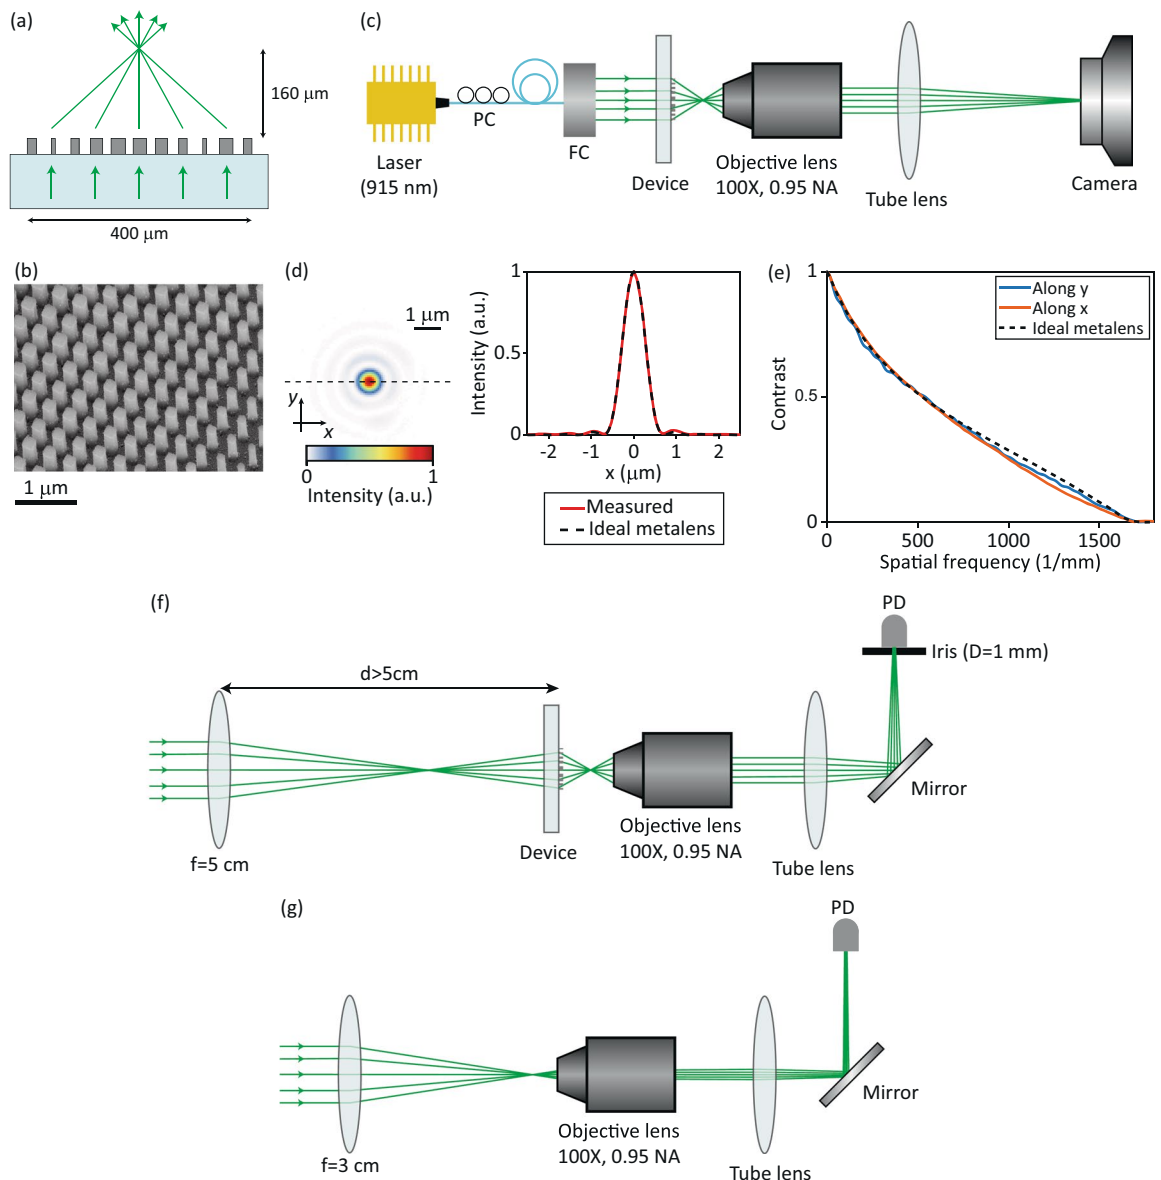 (a)
160 μm
400 μm
(b)
1 μm
(c)
PC
Laser
(915 nm)
FC
Device
Objective lens
100X, 0.95 NA
Tube lens
Camera
(d)
1 μm
y
x
0
1
Intensity (a.u.)
Intensity (a.u.)
1
0.5
0
-2
-1
0
1
2
x (μm)
Measured
Ideal metalens
(e)
Contrast
1
0.5
0
0
500
1000
1500
Spatial frequency (1/mm)
Along y
Along x
Ideal metalens
(f)
d>5cm
f=5 cm
Device
Objective lens
100X, 0.95 NA
Tube lens
Mirror
PD
Iris (D=1 mm)
(g)
f=3 cm
Objective lens
100X, 0.95 NA
Tube lens
Mirror
PD